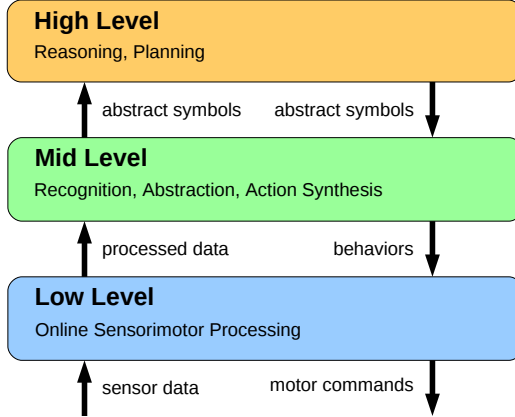 High Level
Reasoning, Planning
abstract symbols
abstract symbols
Mid Level
Recognition, Abstraction, Action Synthesis
processed data
behaviors
Low Level
Online Sensorimotor Processing
sensor data
motor commands